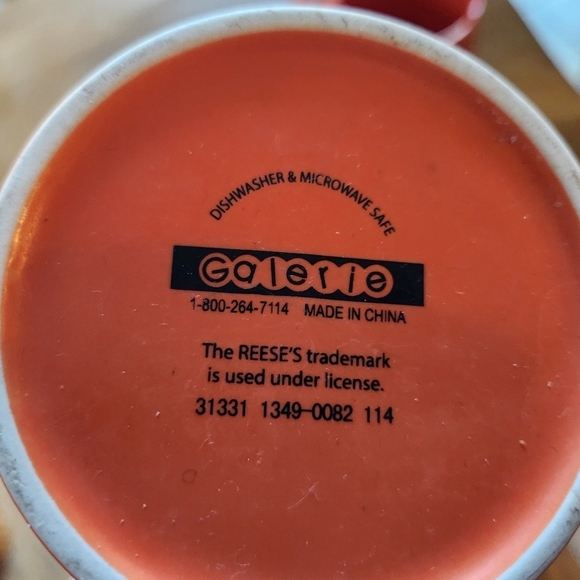 DISHWASHER & MICROWAVE SAFE
Galerie
1-800-264-7114 MADE IN CHINA
The REESE'S trademark
is used under license.
31331 1349-0082 114